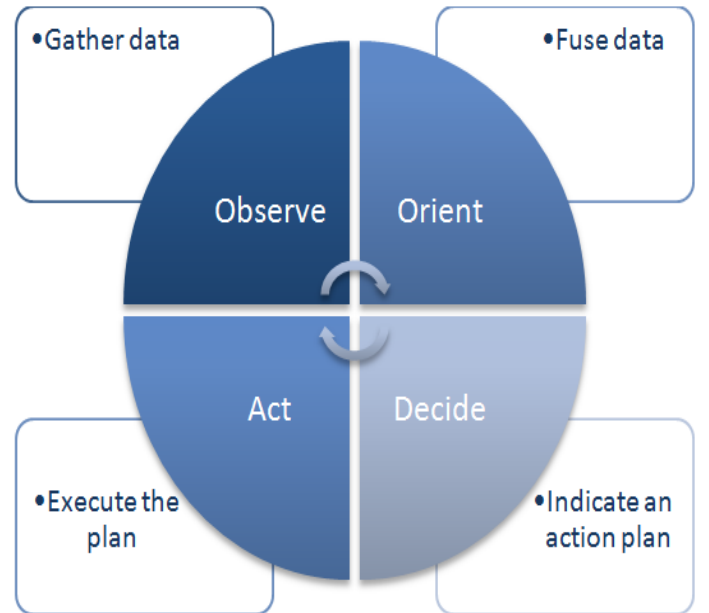 •Gather data
•Fuse data
Observe
Orient
Act
Decide
•Execute the
plan
•Indicate an
action plan